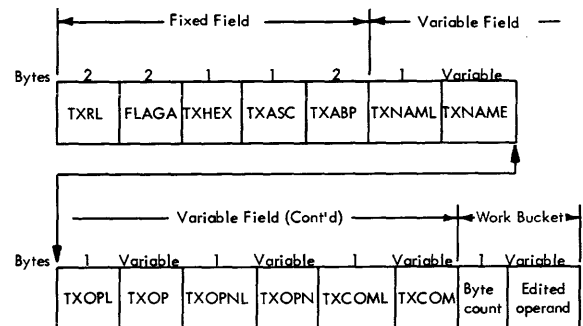 Fixed Field Variable Field
Bytes 2 2 1 1 2 1 Variable
TXRL FLAGA TXHEX TXASC TXABP TXNAML TXNAME
Variable Field (Cont'd) Work Bucket
Bytes 1 Variable 1 Variable 1 Variable 1 Variable
TXOPL TXOP TXOPNL TXOPN TXCOML TXCOM Byte count Edited operand